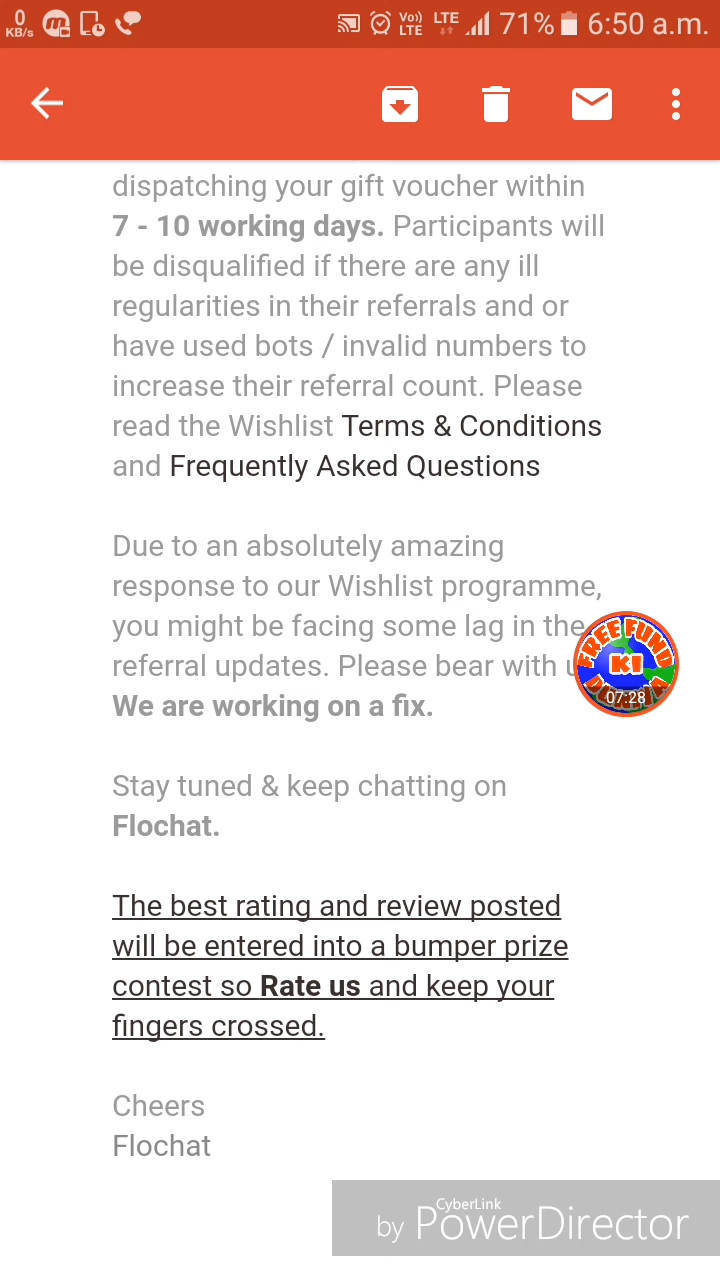 0
KB/s
Vo))
LTE
LTE
71%
6:50 a.m.
dispatching your gift voucher within
7 - 10 working days. Participants will
be disqualified if there are any ill
regularities in their referrals and or
have used bots / invalid numbers to
increase their referral count. Please
read the Wishlist Terms & Conditions
and Frequently Asked Questions
Due to an absolutely amazing
response to our Wishlist programme,
you might be facing some lag in the
referral updates. Please bear with
We are working on a fix.
FREE FUND
KI
07:28
Stay tuned & keep chatting on
Flochat.
The best rating and review posted
will be entered into a bumper prize
contest so Rate us and keep your
fingers crossed.
Cheers
Flochat
by CyberLink
PowerDirector